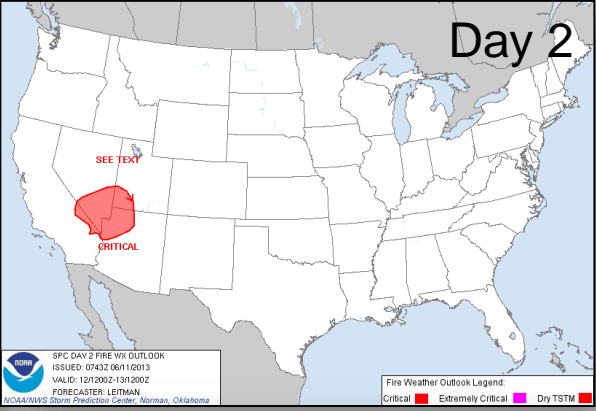 Day 2
SEE TEXT
CRITICAL
NOAA
SPC DAY 2 FIRE WX OUTLOOK
ISSUED: 0743Z 06/11/2013
VALID: 12/1200Z-13/1200Z
FORECASTER: LEITMAN
NOAA/NWS Storm Prediction Center, Norman, Oklahoma
Fire Weather Outlook Legend:
Critical Extremely Critical Dry TSTM